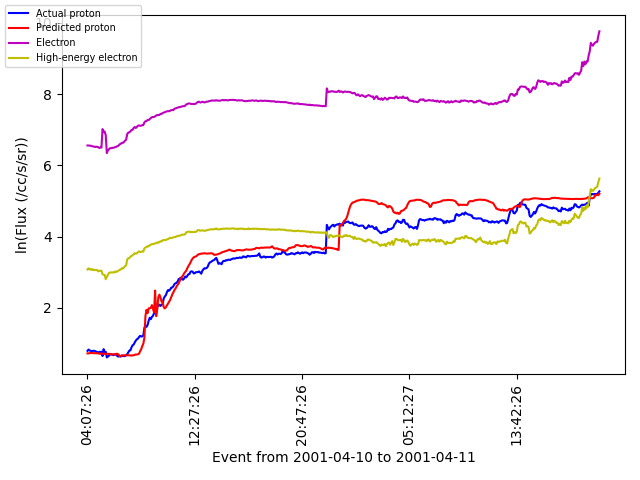 Actual proton
Predicted proton
Electron
High-energy electron
8
6
4
2
ln(Flux (/cc/s/sr))
04:07:26
12:27:26
20:47:26
05:12:27
13:42:26
Event from 2001-04-10 to 2001-04-11